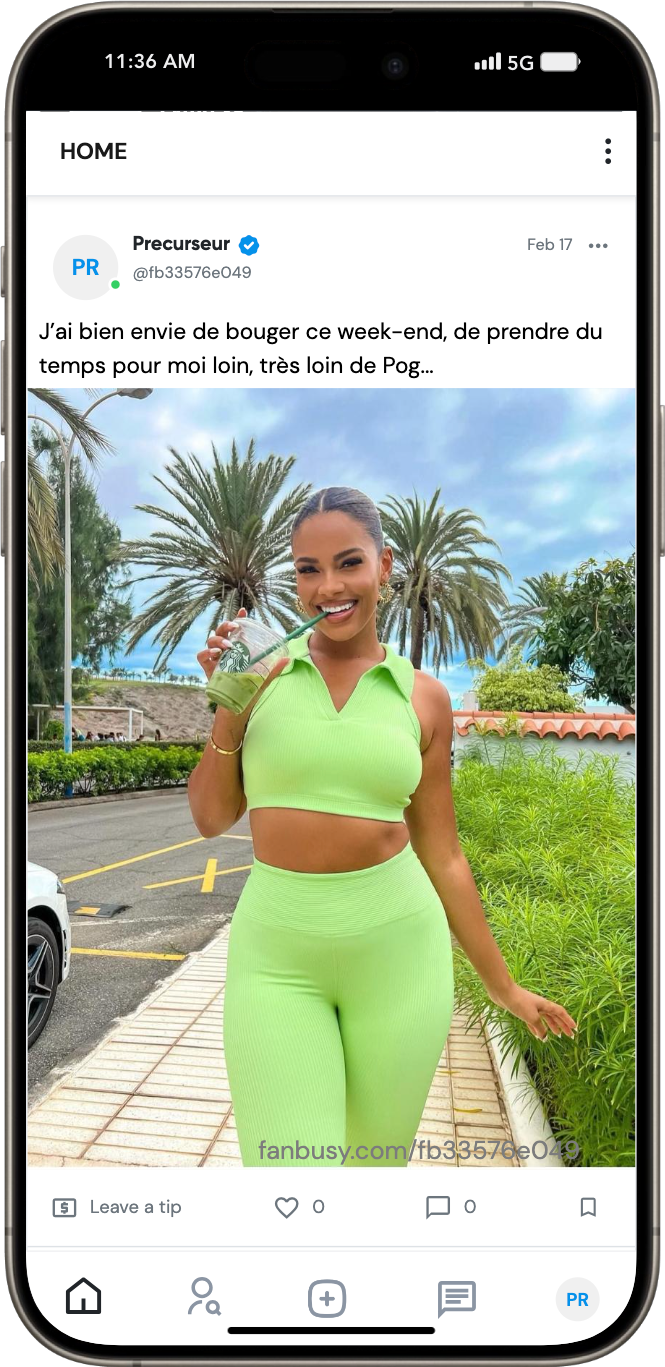 11:36 AM
5G
HOME
PR
Precurseur
Feb 17
@fb33576e049
J'ai bien envie de bouger ce week-end, de prendre du
temps pour moi loin, très loin de Pog...
fanbusy.com/fb33576e049
Leave a tip
0
0
PR